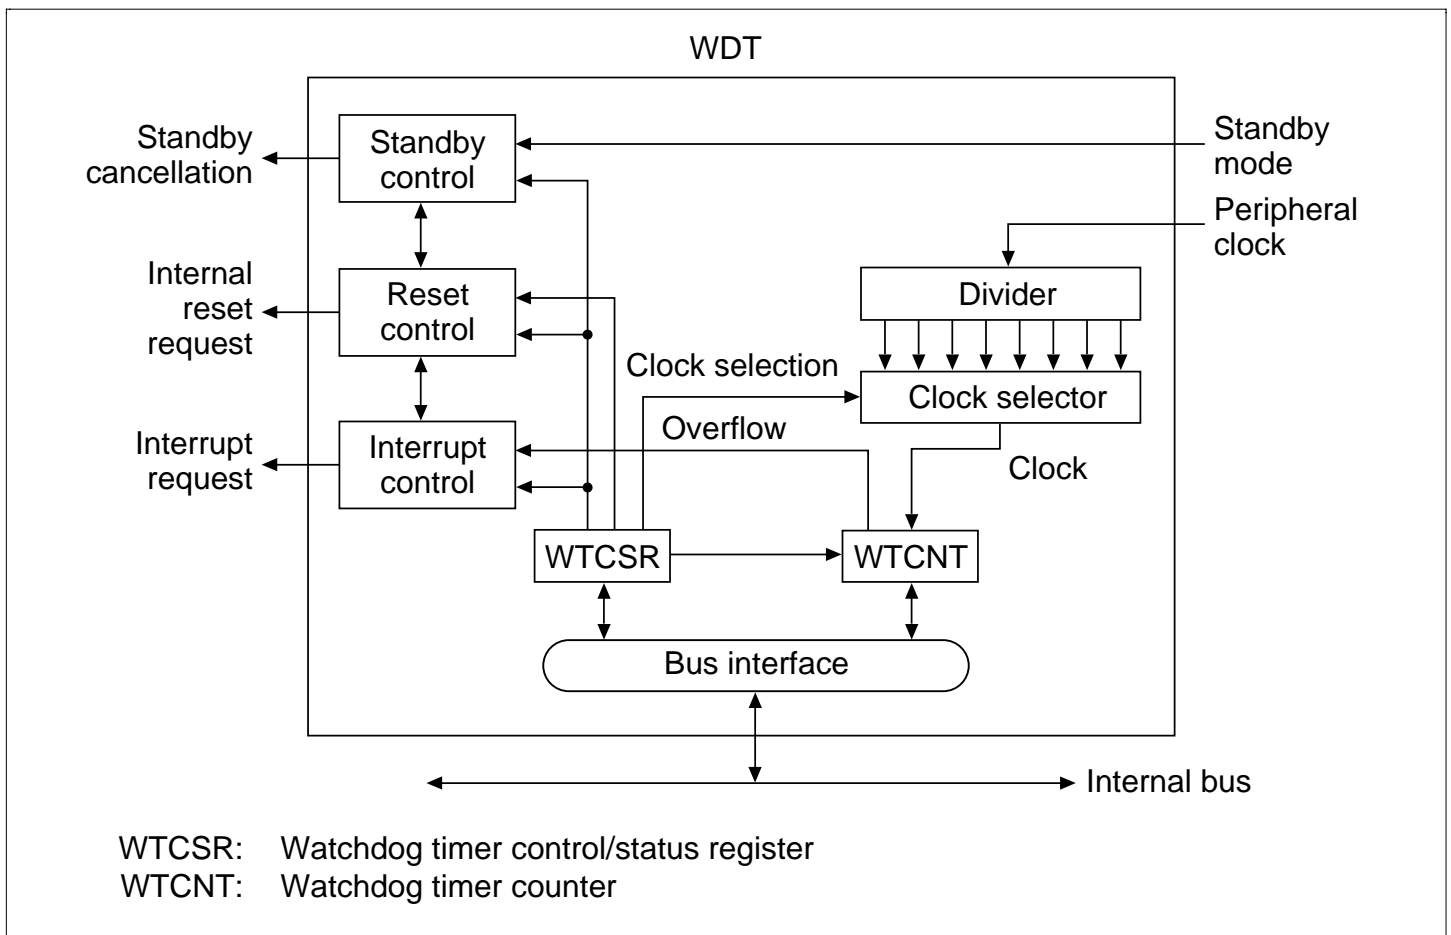 WDT
Standby
cancellation
Standby
control
Standby
mode
Peripheral
clock
Internal
reset
request
Reset
control
Divider
Clock selection
Clock selector
Overflow
Interrupt
request
Interrupt
control
Clock
WTCSR
WTCNT
Bus interface
Internal bus
WTCSR: Watchdog timer control/status register
WTCNT: Watchdog timer counter